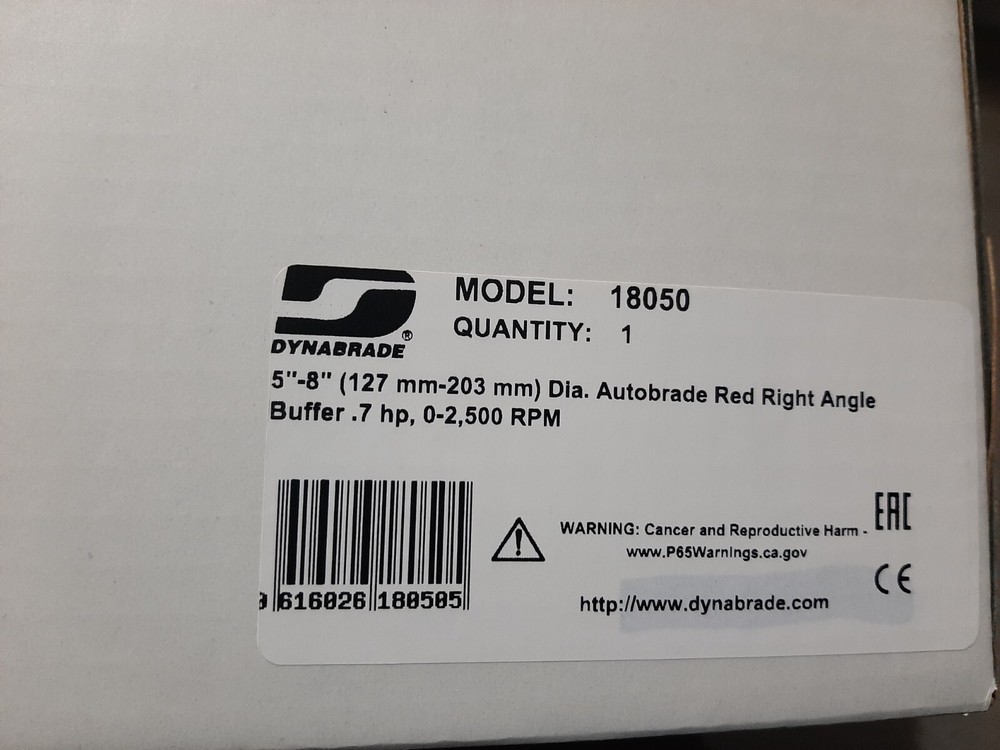 DYNABRADE®
MODEL: 18050
QUANTITY: 1
5"-8" (127 mm-203 mm) Dia. Autobrade Red Right Angle
Buffer .7 hp, 0-2,500 RPM
616026 180505
WARNING: Cancer and Reproductive Harm -
www.P65Warnings.ca.gov
EAC
CE
http://www.dynabrade.com